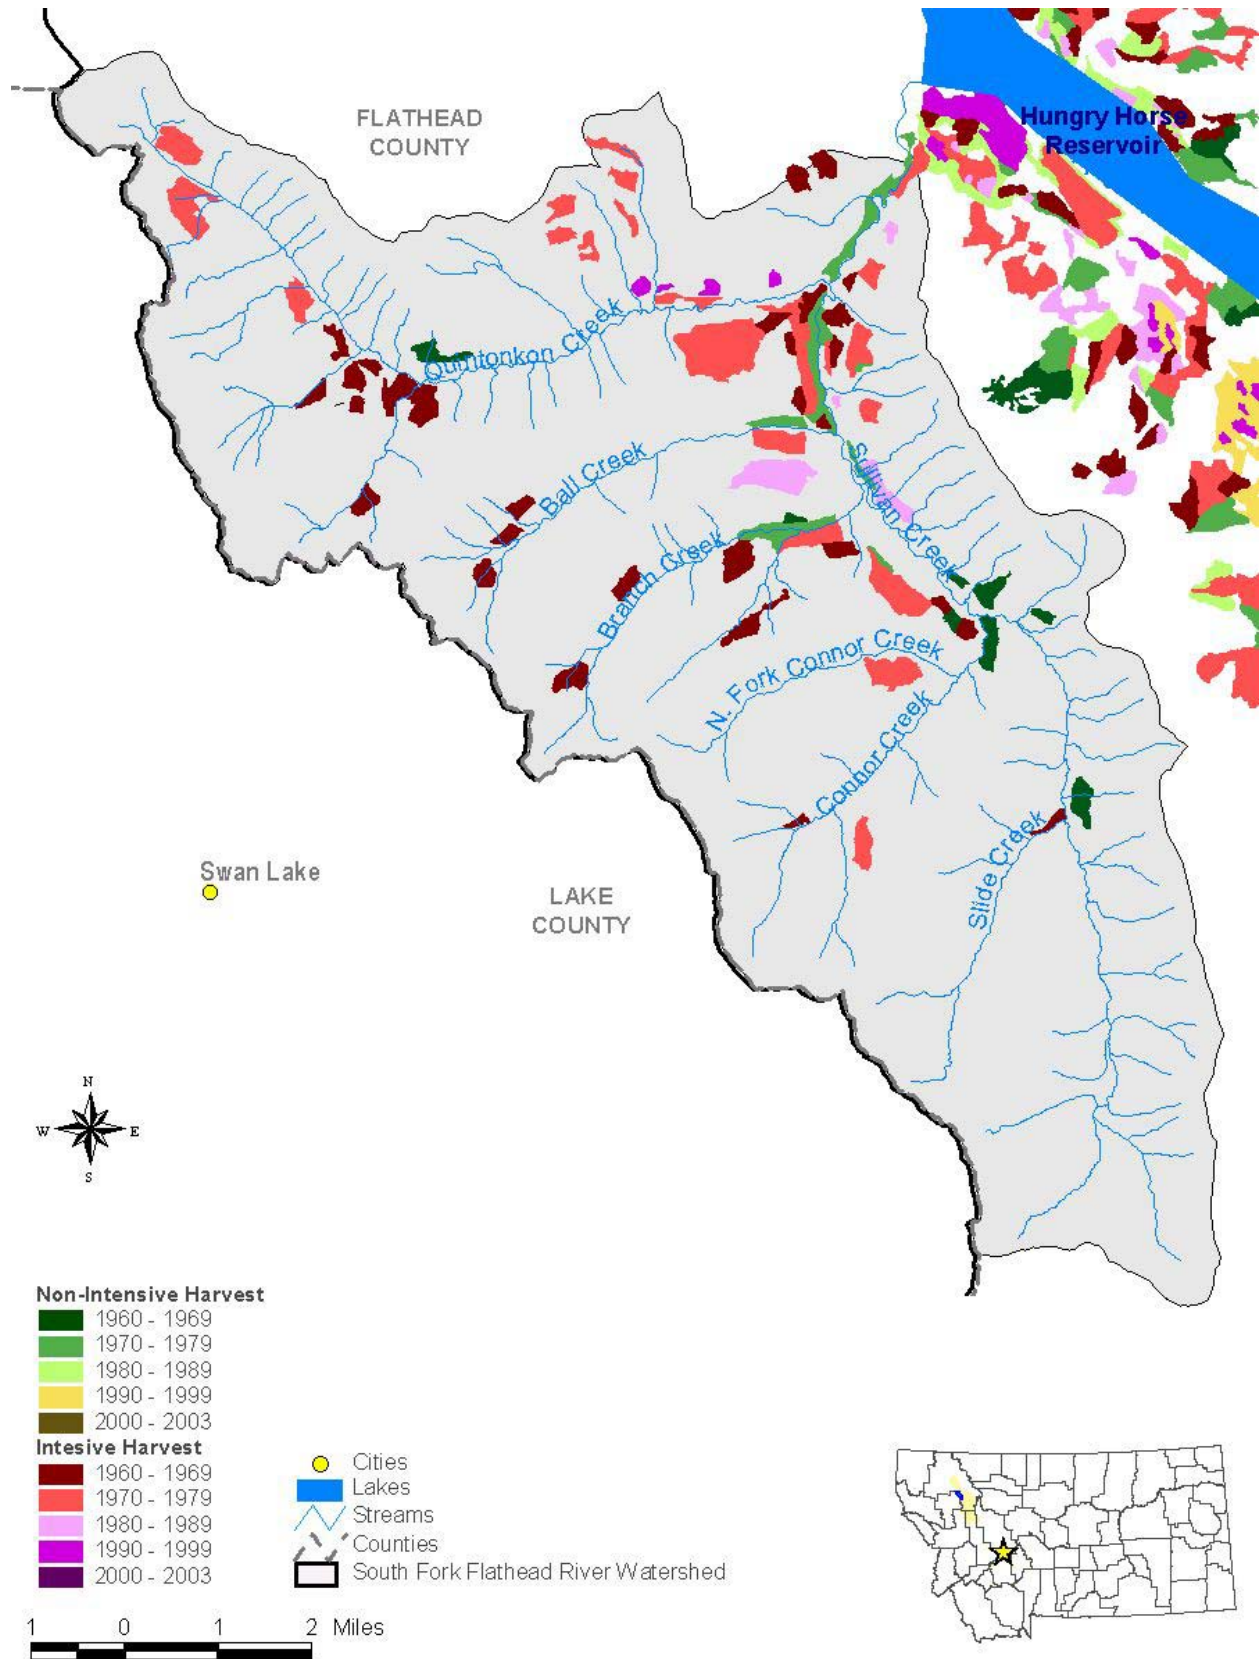 FLATHEAD
COUNTY
Hungry Horse
Reservoir
Quintonkon Creek
Ball Creek
Sullivan Creek
Branch Creek
N. Fork Connor Creek
Connor Creek
Slide Creek
Swan Lake
LAKE
COUNTY
N
W
E
S
Non-Intensive Harvest
1960 - 1969
1970 - 1979
1980 - 1989
1990 - 1999
2000 - 2003
Intesive Harvest
1960 - 1969
1970 - 1979
1980 - 1989
1990 - 1999
2000 - 2003
Cities
Lakes
Streams
Counties
South Fork Flathead River Watershed
1 0 1 2 Miles